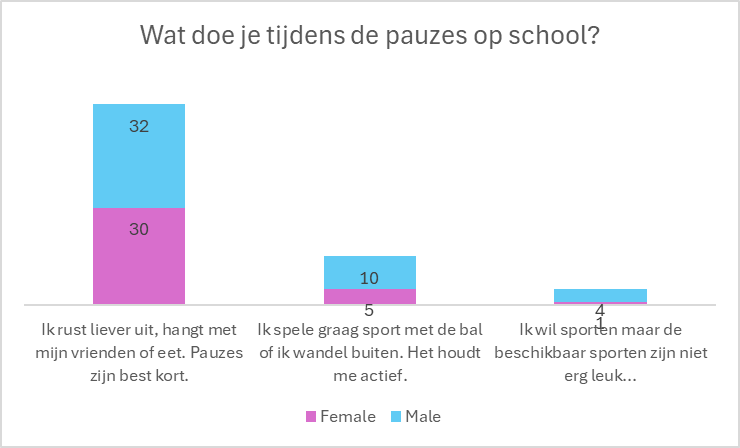 Wat doe je tijdens de pauzes op school?
32
30
10
5
4
1
Ik rust liever uit, hangt met
mijn vrienden of eet. Pauzes
zijn best kort.
Ik spele graag sport met de bal
of ik wandel buiten. Het houdt
me actief.
Ik wil sporten maar de
beschikbaar sporten zijn niet
erg leuk...
Female
Male